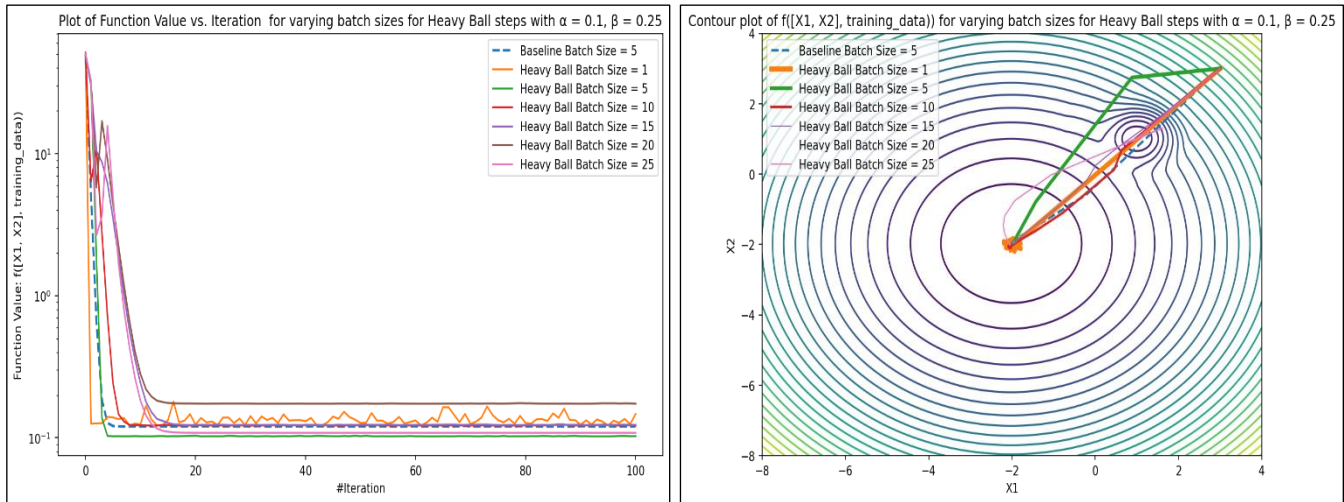 Plot of Function Value vs. Iteration for varying batch sizes for Heavy Ball steps with α = 0.1, β = 0.25
Function Value: f([X1, X2], training_data))
10¹
10⁰
10⁻¹
Baseline Batch Size = 5
Heavy Ball Batch Size = 1
Heavy Ball Batch Size = 5
Heavy Ball Batch Size = 10
Heavy Ball Batch Size = 15
Heavy Ball Batch Size = 20
Heavy Ball Batch Size = 25
0 20 40 60 80 100
#Iteration
Contour plot of f([X1, X2], training_data)) for varying batch sizes for Heavy Ball steps with α = 0.1, β = 0.25
X2
4
2
0
−2
−4
−6
−8
Baseline Batch Size = 5
Heavy Ball Batch Size = 1
Heavy Ball Batch Size = 5
Heavy Ball Batch Size = 10
Heavy Ball Batch Size = 15
Heavy Ball Batch Size = 20
Heavy Ball Batch Size = 25
−8 −6 −4 −2 0 2 4
X1